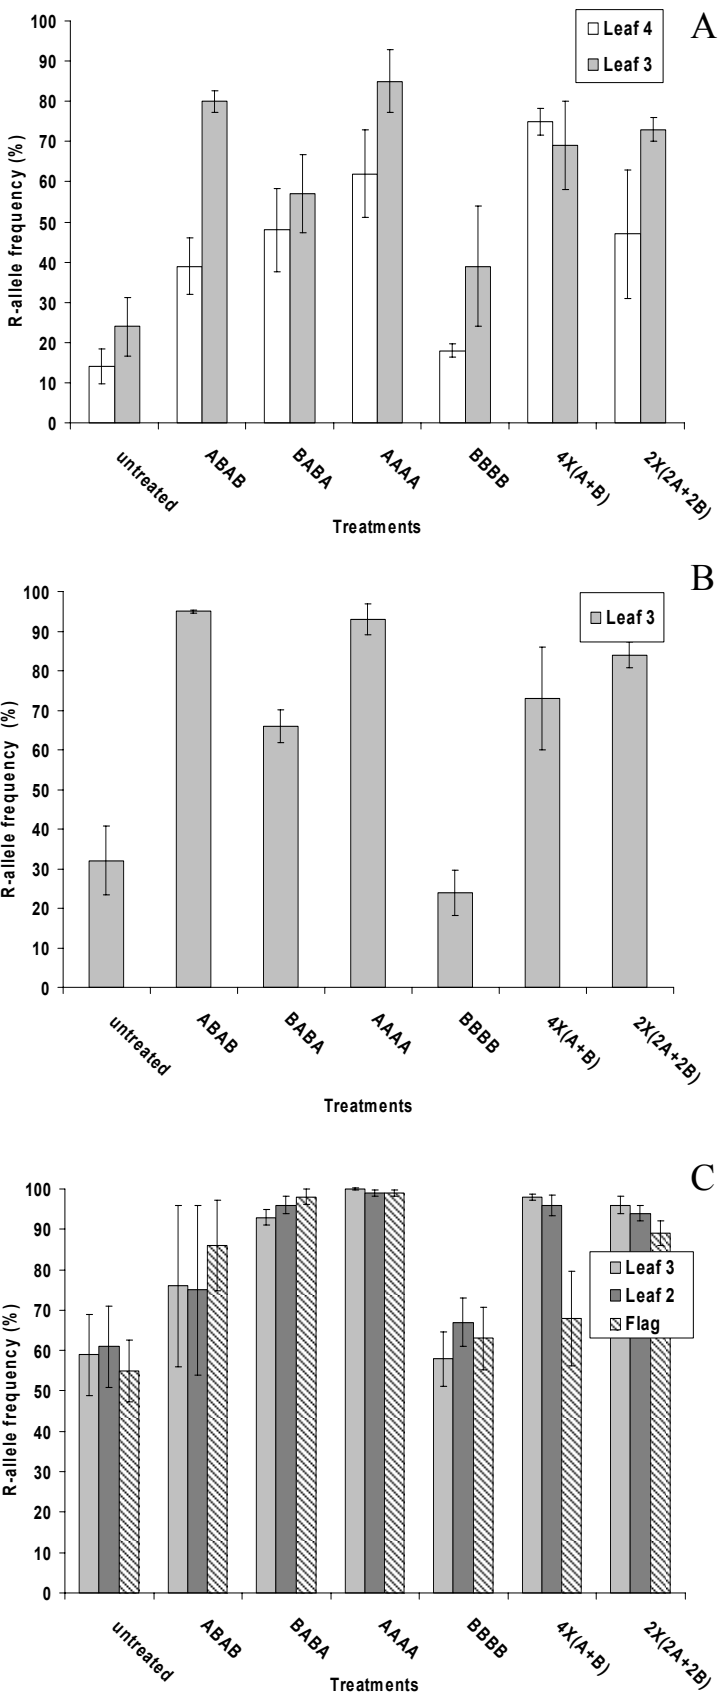 A
Leaf 4
Leaf 3
R-allele frequency (%)
100
90
80
70
60
50
40
30
20
10
0
untreated
ABAB
BABA
AAAA
BBBB
4X(A+B)
2X(2A+2B)
Treatments
B
Leaf 3
R-allele frequency (%)
100
90
80
70
60
50
40
30
20
10
0
untreated
ABAB
BABA
AAAA
BBBB
4X(A+B)
2X(2A+2B)
Treatments
C
Leaf 3
Leaf 2
Flag
R-allele frequency (%)
100
90
80
70
60
50
40
30
20
10
0
untreated
ABAB
BABA
AAAA
BBBB
4X(A+B)
2X(2A+2B)
Treatments